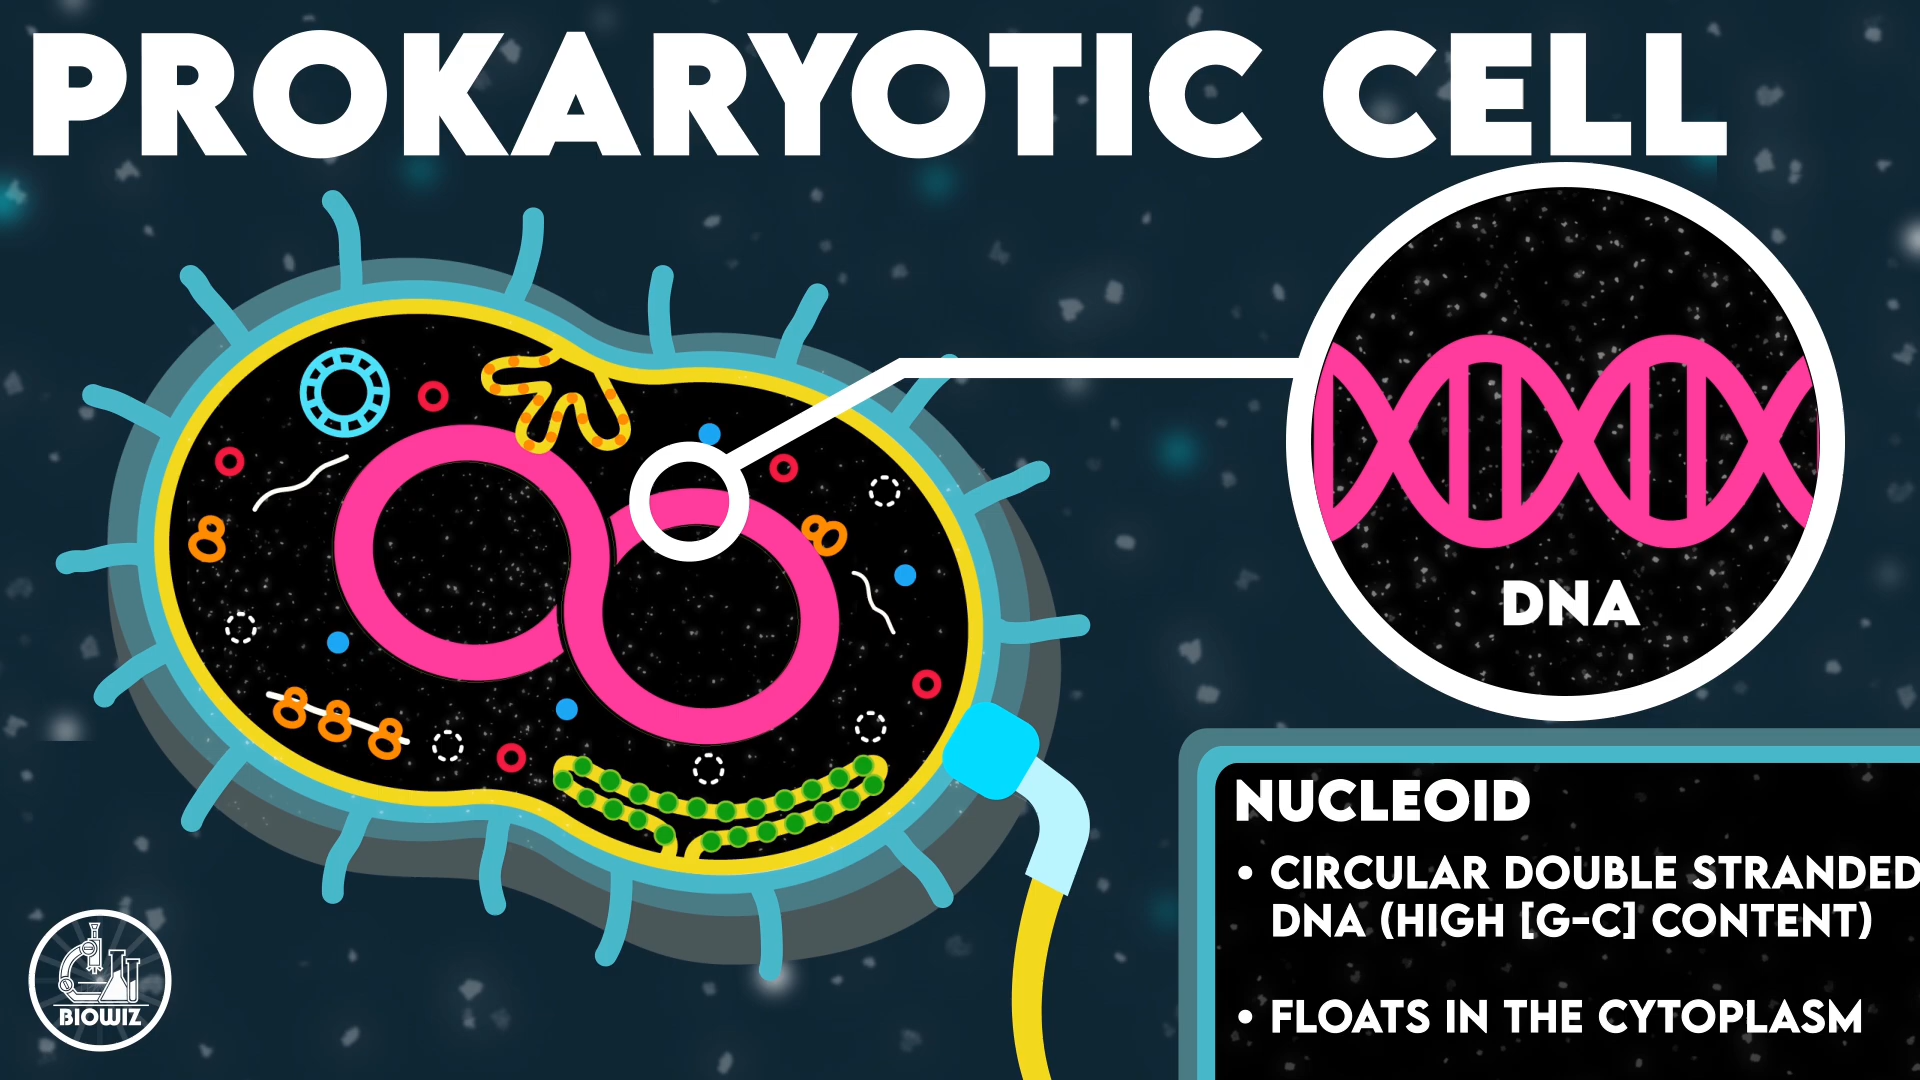 PROKARYOTIC CELL
DNA
NUCLEOID
• CIRCULAR DOUBLE STRANDED
DNA (HIGH [G-C] CONTENT)
• FLOATS IN THE CYTOPLASM
BIOWIZ